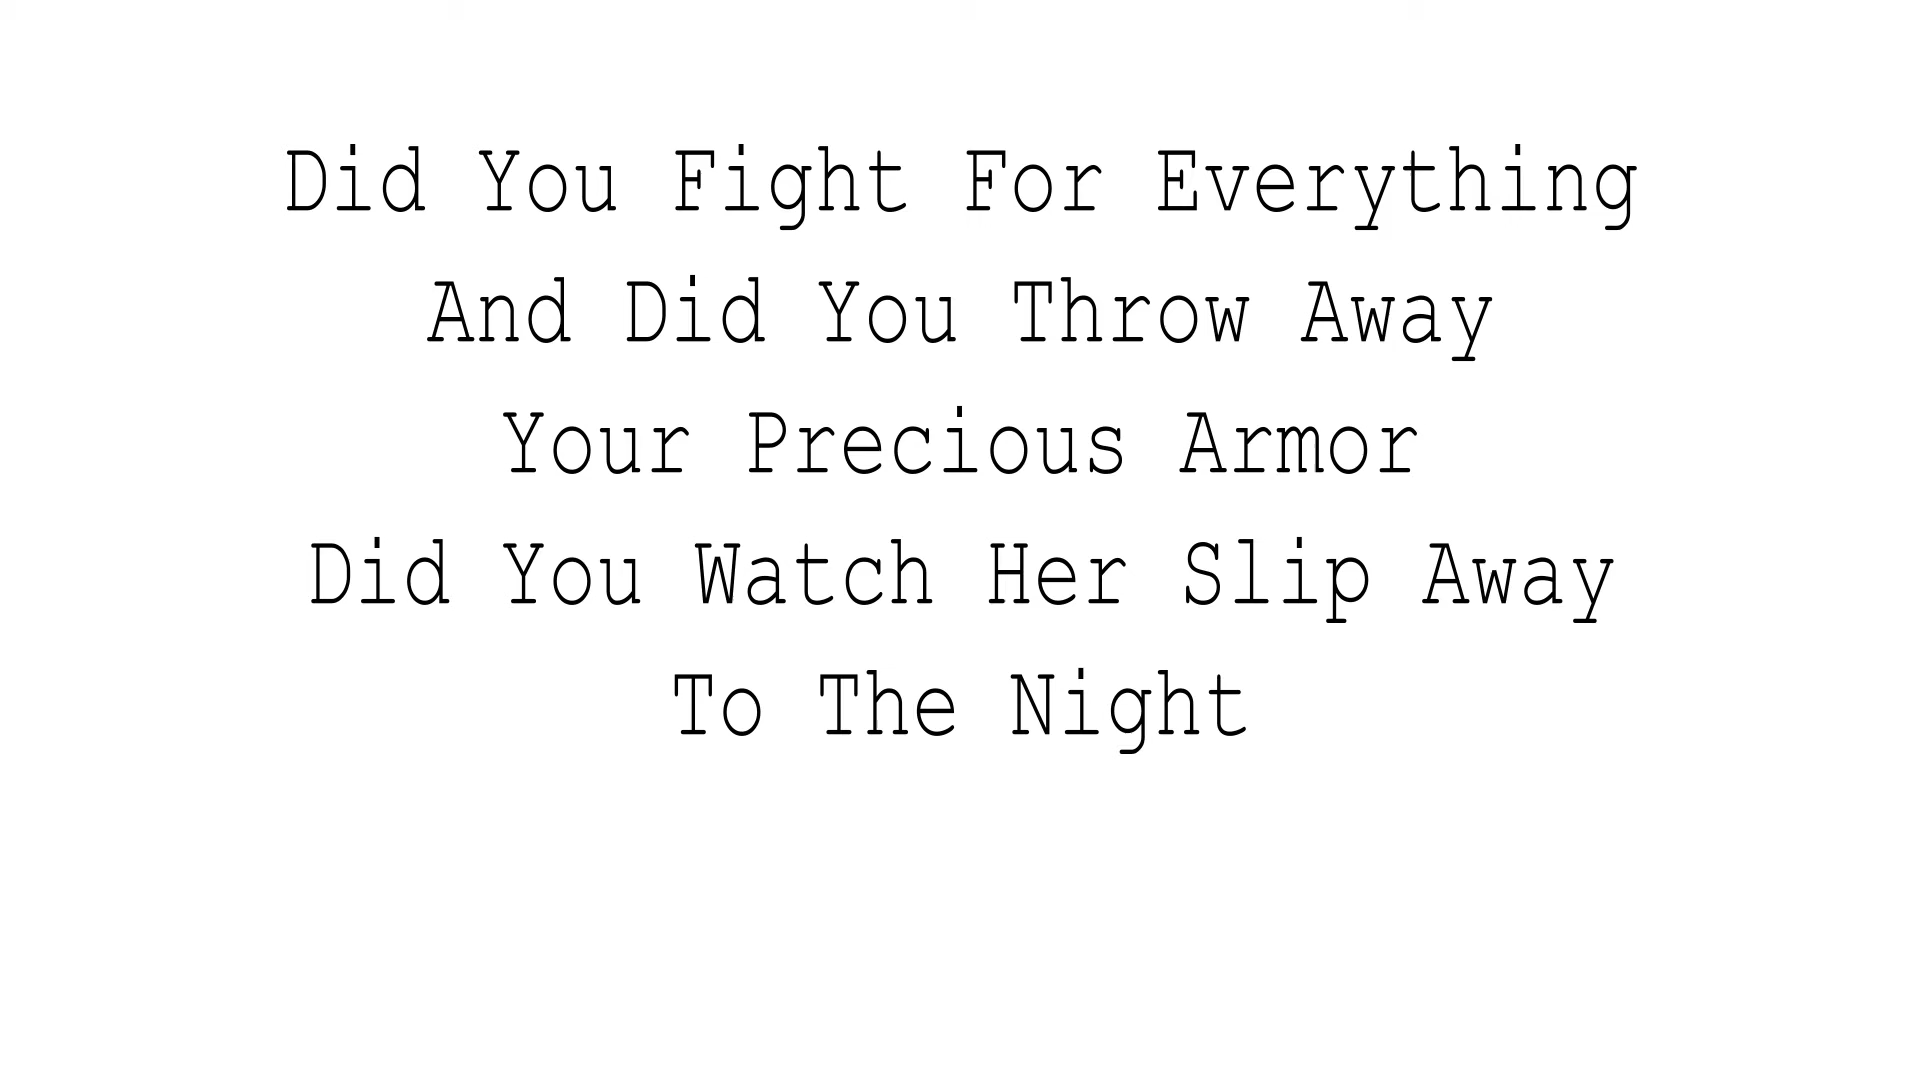 Did You Fight For Everything
And Did You Throw Away
Your Precious Armor
Did You Watch Her Slip Away
To The Night